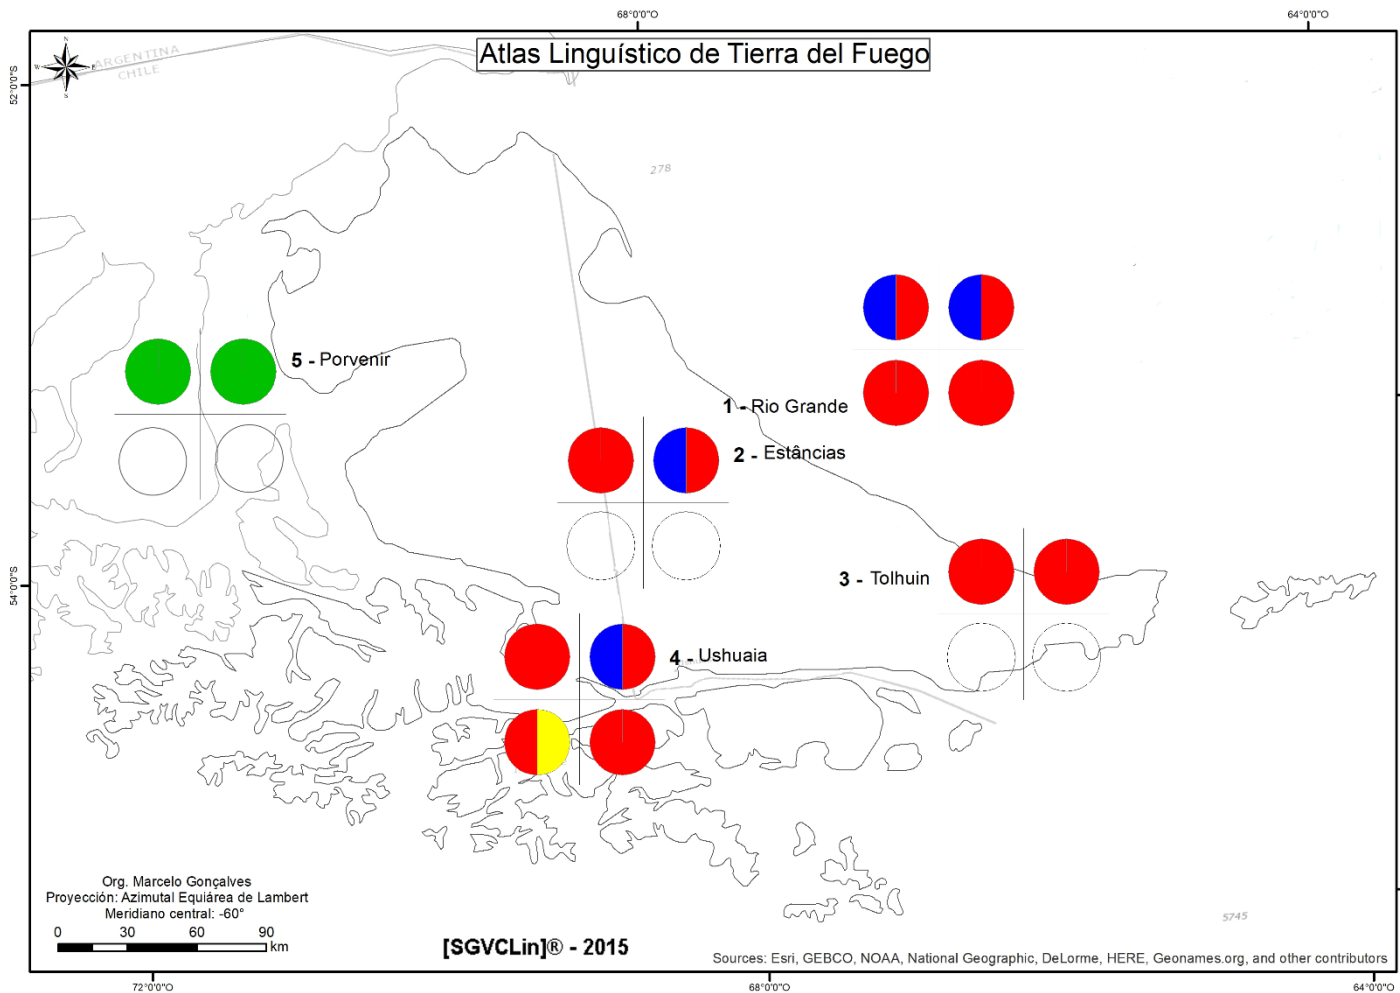 68°0'0"O
64°0'0"O
Atlas Linguístico de Tierra del Fuego
N
W
E
S
ARGENTINA
CHILE
52°0'0"S
278
5 - Porvenir
1 - Rio Grande
2 - Estâncias
3 - Tolhuin
54°0'0"S
4 - Ushuaia
Org. Marcelo Gonçalves
Proyección: Azimutal Equiárea de Lambert
Meridiano central: -60°
0 30 60 90
km
[SGVCLin]® - 2015
5745
Sources: Esri, GEBCO, NOAA, National Geographic, DeLorme, HERE, Geonames.org, and other contributors
72°0'0"O
68°0'0"O
64°0'0"O